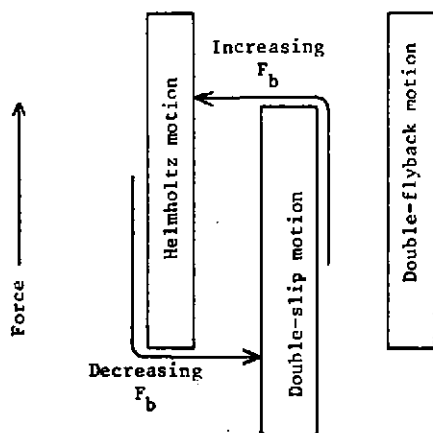 Increasing
F_b
Helmholtz motion
Double-slip motion
Double-flyback motion
Force
Decreasing
F_b